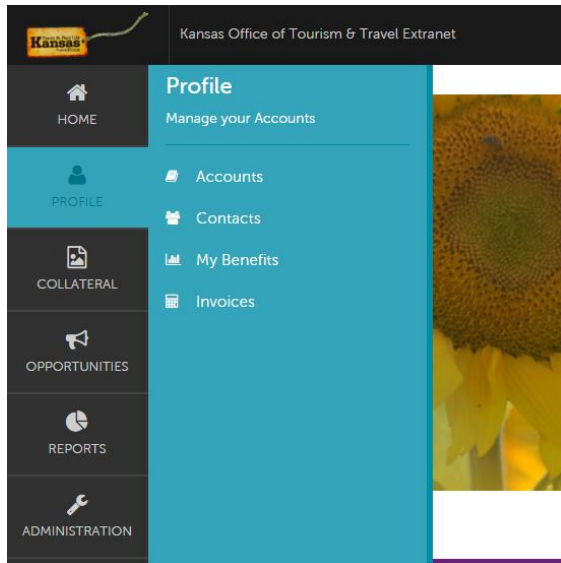 Kansas
Kansas Office of Tourism & Travel Extranet
HOME
PROFILE
COLLATERAL
OPPORTUNITIES
REPORTS
ADMINISTRATION
Profile
Manage your Accounts
Accounts
Contacts
My Benefits
Invoices